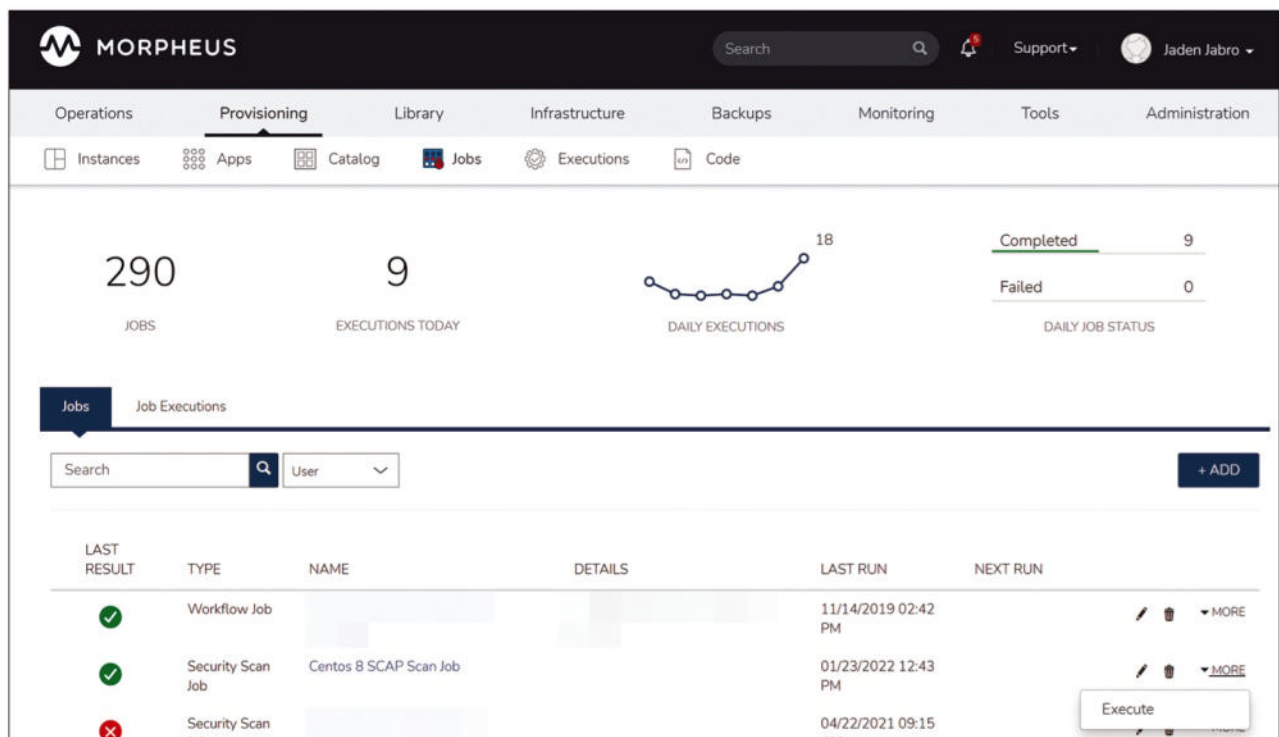 MORPHEUS
Search
5
Support
Jaden Jabro
Operations Provisioning Library Infrastructure Backups Monitoring Tools Administration
Instances Apps Catalog Jobs Executions Code
290
JOBS
9
EXECUTIONS TODAY
18
DAILY EXECUTIONS
Completed 9
Failed 0
DAILY JOB STATUS
Jobs Job Executions
Search User + ADD
LAST
RESULT TYPE NAME DETAILS LAST RUN NEXT RUN
Workflow Job 11/14/2019 02:42 MORE
PM
Security Scan Centos 8 SCAP Scan Job 01/23/2022 12:43 MORE
Job PM
Execute
Security Scan 04/22/2021 09:15